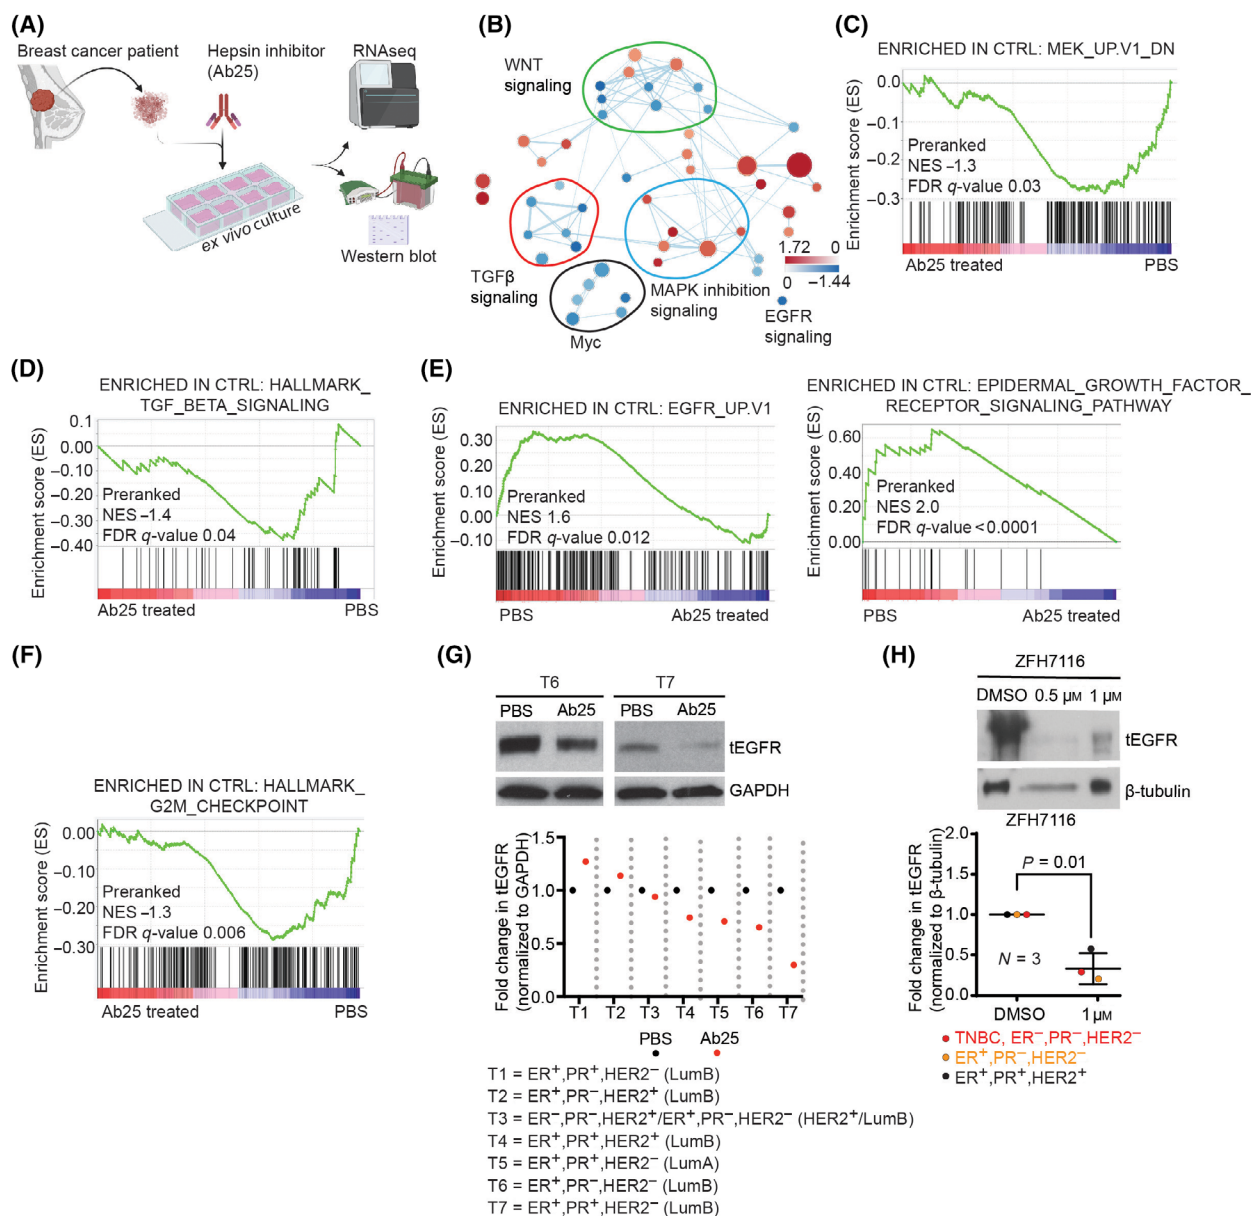 (A)
Breast cancer patient
Hepsin inhibitor
(Ab25)
RNAseq
ex vivo culture
Western blot
(B)
WNT
signaling
TGFβ
signaling
Myc
MAPK inhibition
signaling
1.72 0
0 −1.44
EGFR
signaling
(C)
ENRICHED IN CTRL: MEK_UP.V1_DN
Enrichment score (ES)
0.0
−0.1
−0.2
−0.3
Preranked
NES −1.3
FDR q-value 0.03
Ab25 treated PBS
(D)
ENRICHED IN CTRL: HALLMARK_
TGF_BETA_SIGNALING
Enrichment score (ES)
0.1
0.00
−0.10
−0.20
−0.30
−0.40
Preranked
NES −1.4
FDR q-value 0.04
Ab25 treated PBS
(E)
ENRICHED IN CTRL: EGFR_UP.V1
Enrichment score (ES)
0.30
0.20
0.10
0.00
−0.10
Preranked
NES 1.6
FDR q-value 0.012
PBS Ab25 treated
ENRICHED IN CTRL: EPIDERMAL_GROWTH_FACTOR_
RECEPTOR_SIGNALING_PATHWAY
Enrichment score (ES)
0.60
0.40
0.20
0.00
Preranked
NES 2.0
FDR q-value <0.0001
PBS Ab25 treated
(F)
ENRICHED IN CTRL: HALLMARK_
G2M_CHECKPOINT
Enrichment score (ES)
0.00
−0.10
−0.20
−0.30
Preranked
NES −1.3
FDR q-value 0.006
Ab25 treated PBS
(G)
T6 T7
PBS Ab25 PBS Ab25
tEGFR
GAPDH
Fold change in tEGFR
(normalized to GAPDH)
1.5
1.0
0.5
0.0
T1 T2 T3 T4 T5 T6 T7
PBS Ab25
T1 = ER⁺,PR⁺,HER2⁻ (LumB)
T2 = ER⁺,PR⁻,HER2⁺ (LumB)
T3 = ER⁻,PR⁻,HER2⁺/ER⁺,PR⁻,HER2⁻ (HER2⁺/LumB)
T4 = ER⁺,PR⁺,HER2⁺ (LumB)
T5 = ER⁺,PR⁺,HER2⁻ (LumA)
T6 = ER⁺,PR⁻,HER2⁻ (LumB)
T7 = ER⁺,PR⁺,HER2⁻ (LumB)
(H)
ZFH7116
DMSO 0.5 µM 1 µM
tEGFR
β-tubulin
ZFH7116
Fold change in tEGFR
(normalized to β-tubulin)
2.0
1.5
1.0
0.5
0.0
P = 0.01
N = 3
DMSO 1 µM
TNBC, ER⁻,PR⁻,HER2⁻
ER⁺,PR⁻,HER2⁻
ER⁺,PR⁺,HER2⁺